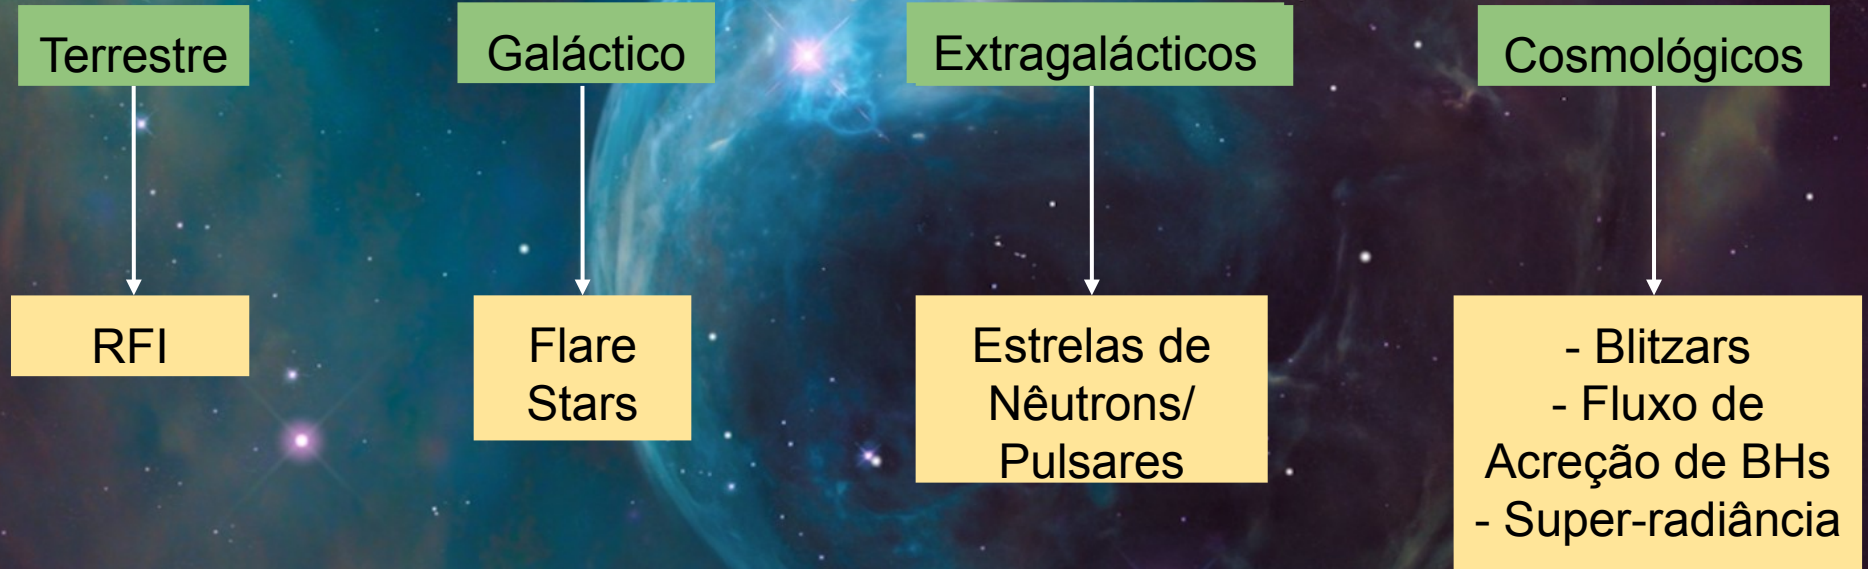 Terrestre
Galáctico
Extragalácticos
Cosmológicos
RFI
Flare
Stars
Estrelas de
Nêutrons/
Pulsares
- Blitzars
- Fluxo de
Acreção de BHs
- Super-radiância